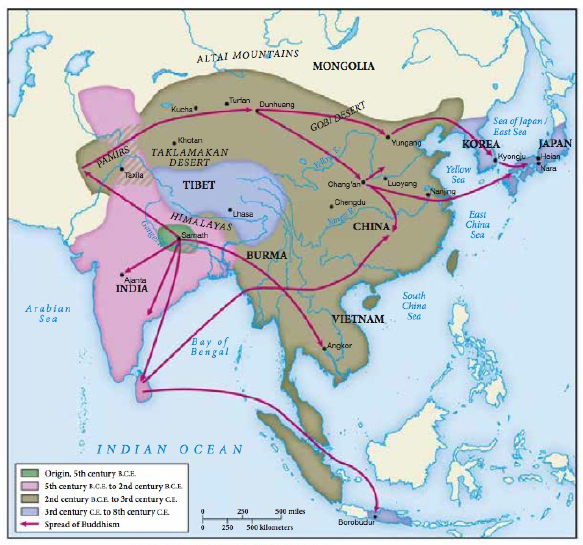 ALTAI MOUNTAINS
MONGOLIA
Kucha
Turfan
Dunhuang
GOBI DESERT
Sea of Japan/
East Sea
KOREA
JAPAN
Yungang
Kyongju
Heian
Nara
Khotan
TAKLAMAKAN
DESERT
PAMIRS
Taxila
Yellow R.
Yellow
Sea
TIBET
Chang'an
Luoyang
Nanjing
Chengdu
Lhasa
HIMALAYAS
East
China
Sea
CHINA
Ganges
Sarnath
BURMA
Ajanta
INDIA
Arabian
Sea
South
China
Sea
VIETNAM
Bay of
Bengal
Angkor
INDIAN OCEAN
Origin, 5th century B.C.E.
5th century B.C.E. to 2nd century B.C.E.
2nd century B.C.E. to 3rd century C.E.
3rd century C.E. to 8th century C.E.
Spread of Buddhism
0 250 500 miles
0 250 500 kilometers
Borobudur